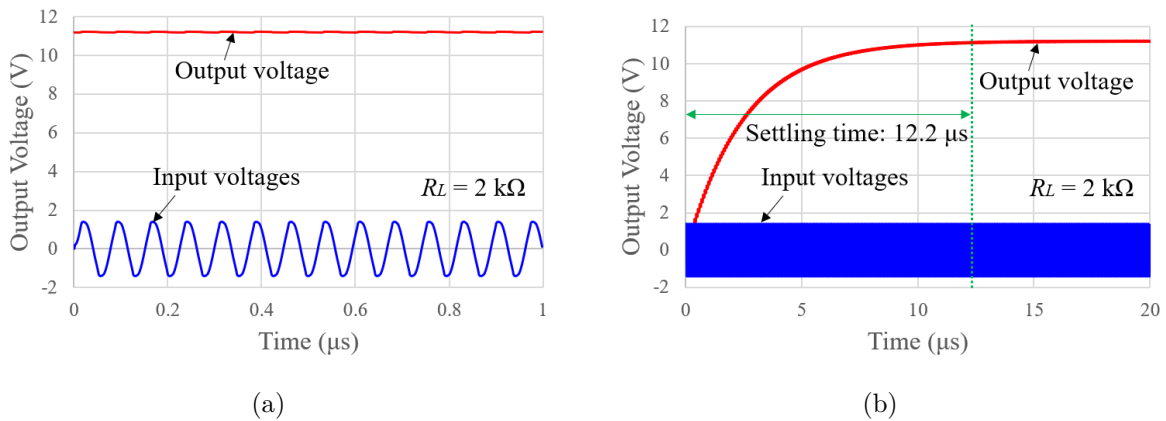 12
10
8
6
4
2
0
-2
Output Voltage (V)
Output voltage
Input voltages
RL = 2 kΩ
0
0.2
0.4
0.6
0.8
1
Time (μs)
(a)
12
10
8
6
4
2
0
-2
Output Voltage (V)
Output voltage
Settling time: 12.2 μs
Input voltages
RL = 2 kΩ
0
5
10
15
20
Time (μs)
(b)